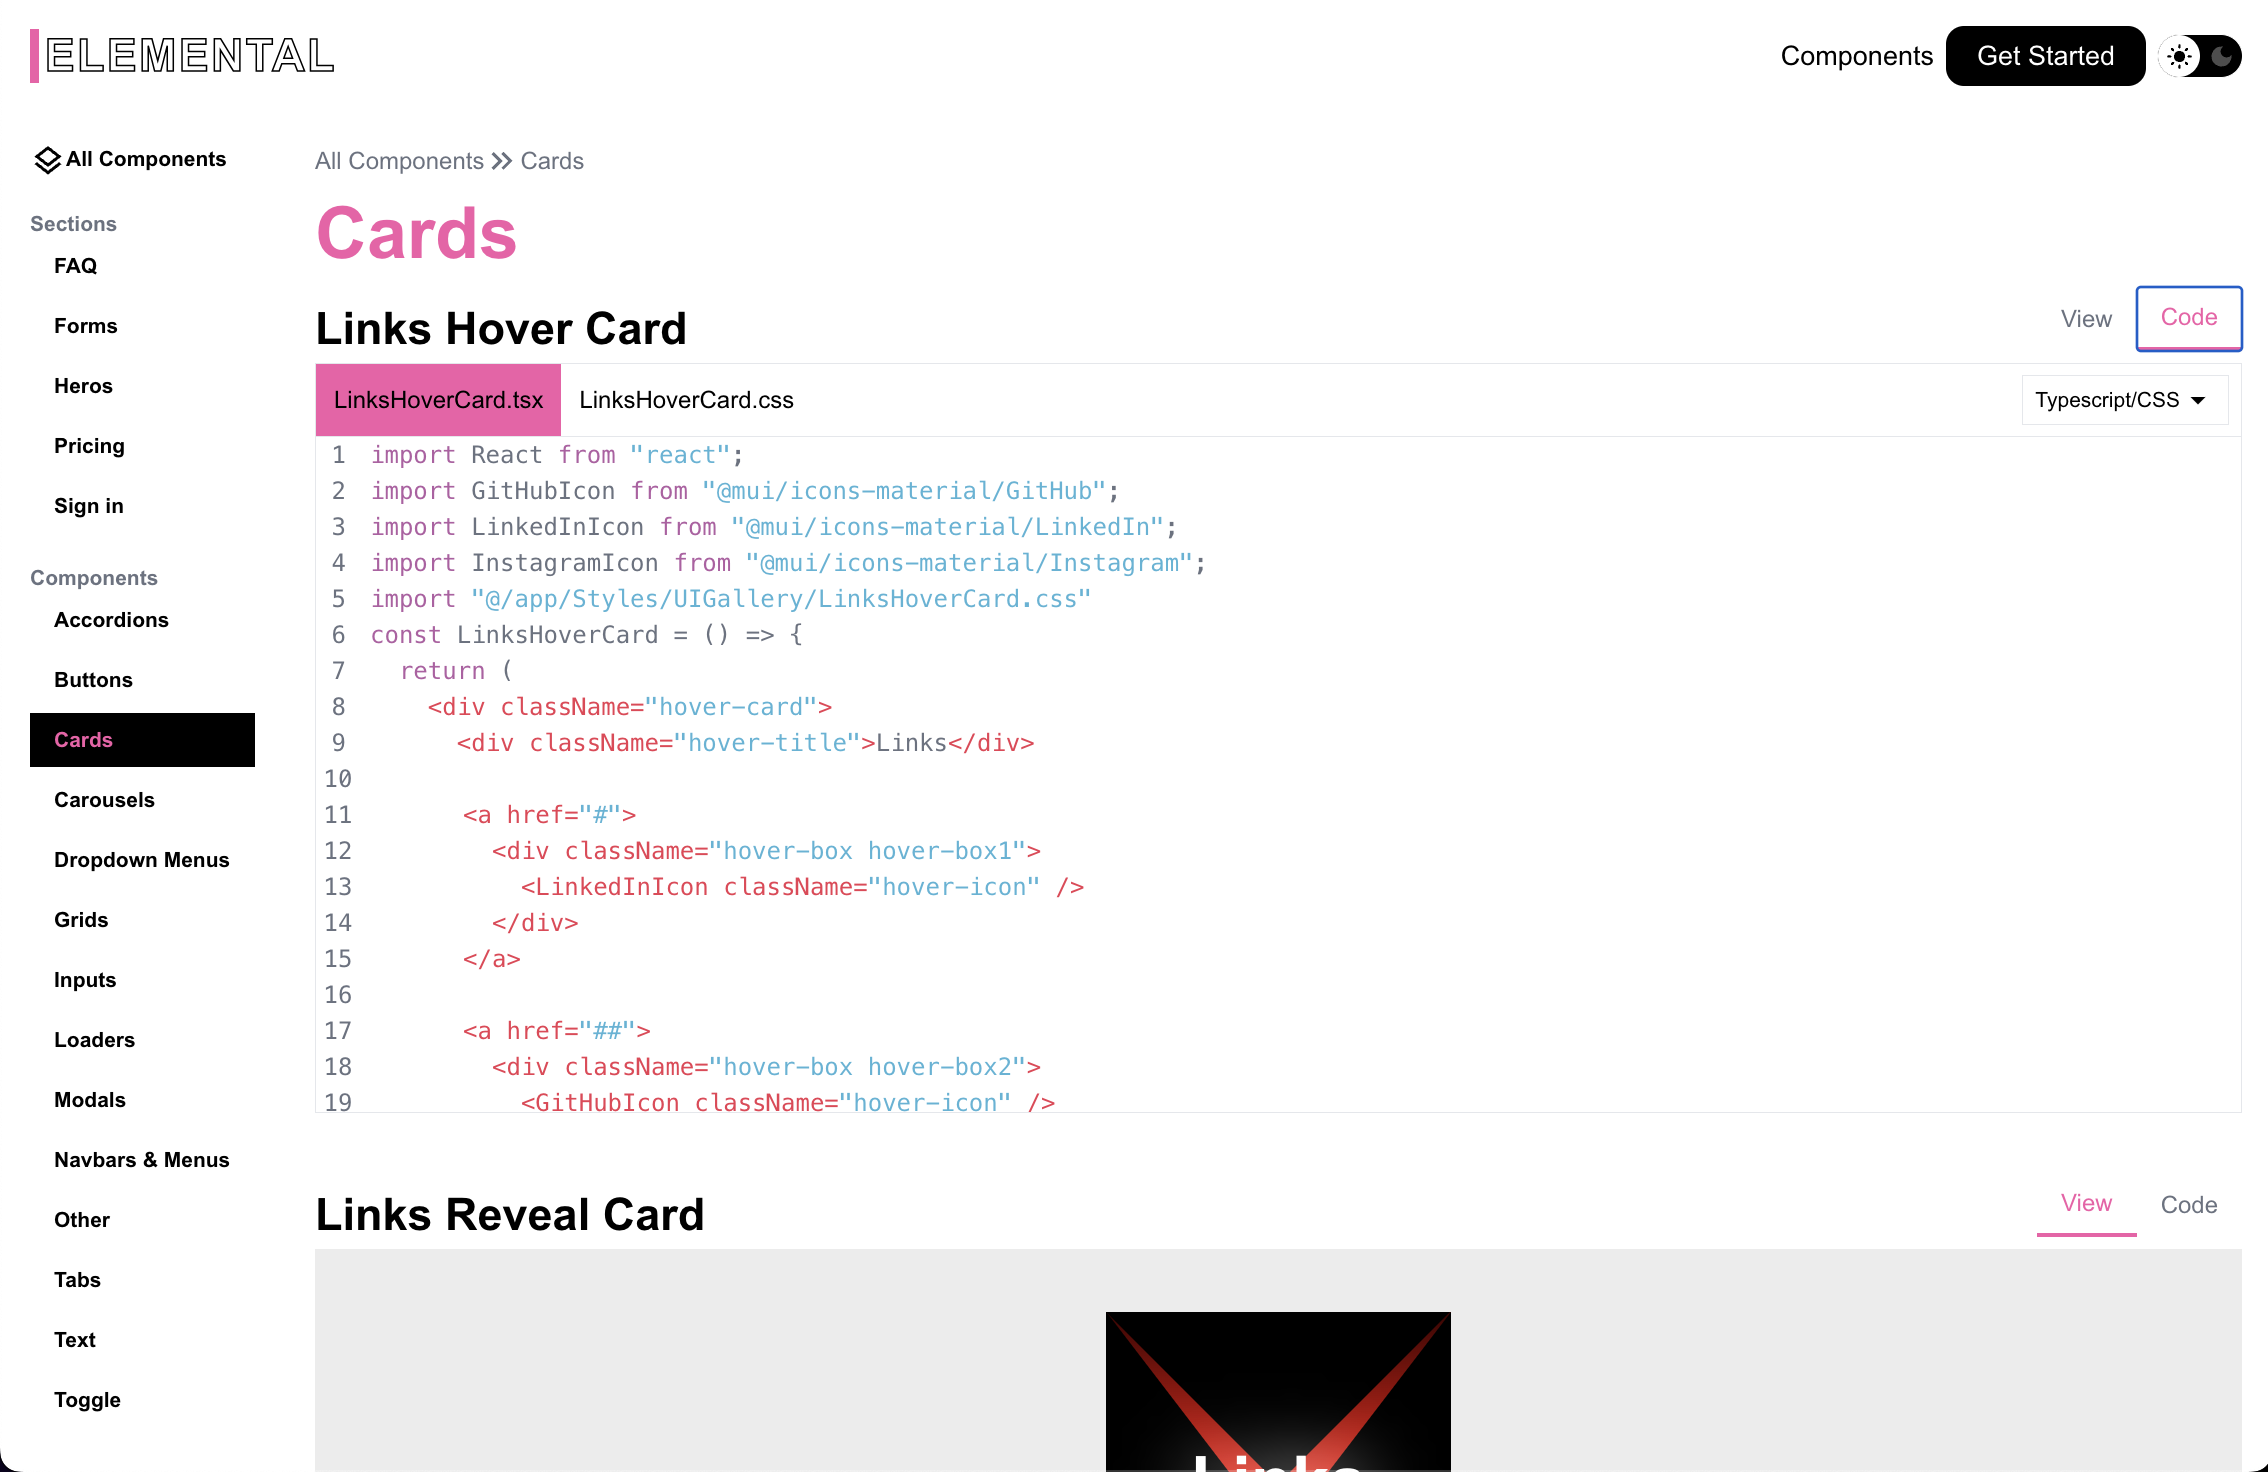 ELEMENTAL
Components
Get Started
All Components
Sections
FAQ
Forms
Heros
Pricing
Sign in
Components
Accordions
Buttons
Cards
Carousels
Dropdown Menus
Grids
Inputs
Loaders
Modals
Navbars & Menus
Other
Tabs
Text
Toggle
All Components >> Cards
Cards
Links Hover Card
View
Code
LinksHoverCard.tsx
LinksHoverCard.css
Typescript/CSS
1 import React from "react";
2 import GitHubIcon from "@mui/icons-material/GitHub";
3 import LinkedInIcon from "@mui/icons-material/LinkedIn";
4 import InstagramIcon from "@mui/icons-material/Instagram";
5 import "@/app/Styles/UIGallery/LinksHoverCard.css"
6 const LinksHoverCard = () => {
7   return (
8     <div className="hover-card">
9       <div className="hover-title">Links</div>
10
11       <a href="#">
12         <div className="hover-box hover-box1">
13           <LinkedInIcon className="hover-icon" />
14         </div>
15       </a>
16
17       <a href="##">
18         <div className="hover-box hover-box2">
19           <GitHubIcon className="hover-icon" />
Links Reveal Card
View
Code
Links